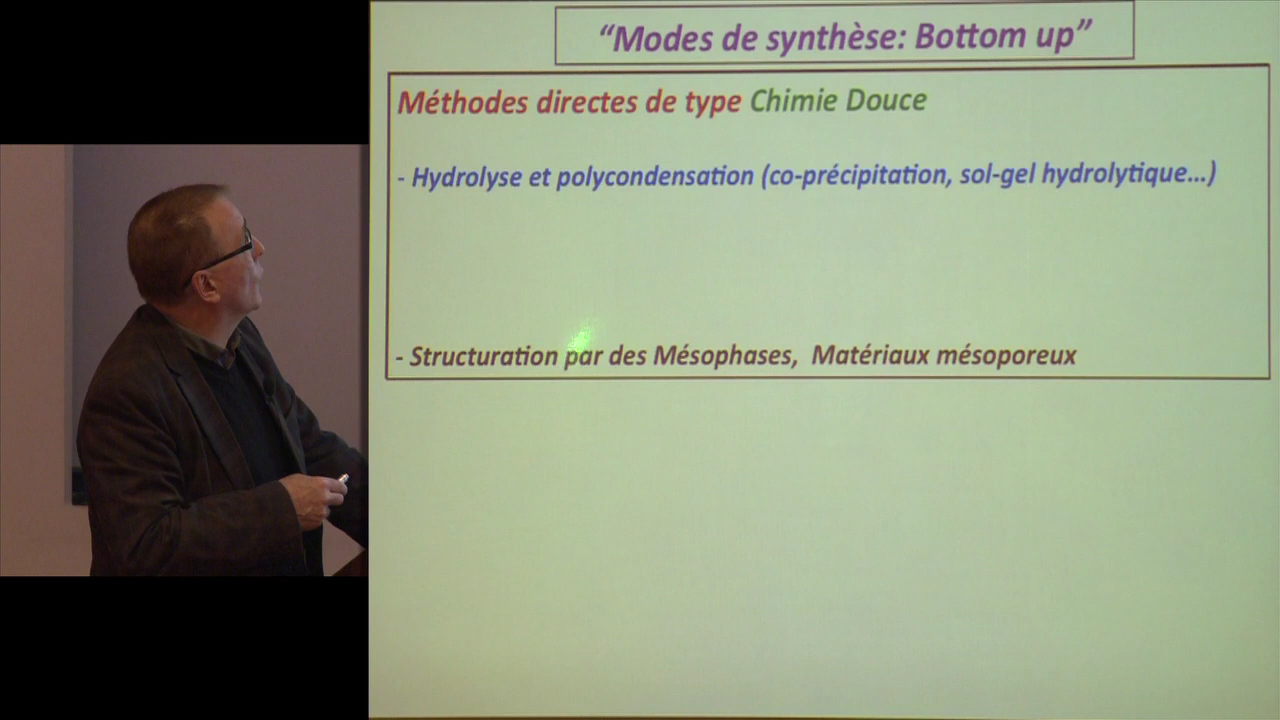 “Modes de synthèse: Bottom up”
Méthodes directes de type Chimie Douce
- Hydrolyse et polycondensation (co-précipitation, sol-gel hydrolytique...)
- Structuration par des Mésophases, Matériaux mésoporeux